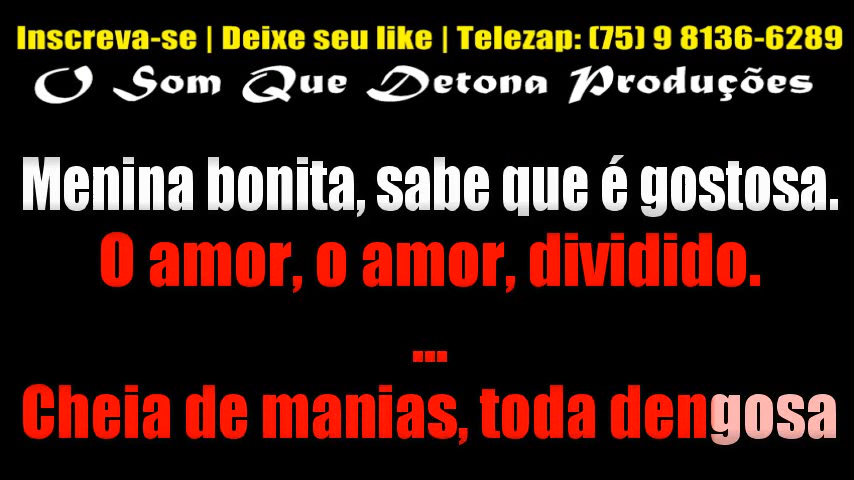 Inscreva-se | Deixe seu like | Telezap: (75) 9 8136-6289
O Som Que Detona Produções
Menina bonita, sabe que é gostosa.
O amor, o amor, dividido.
...
Cheia de manias, toda dengosa